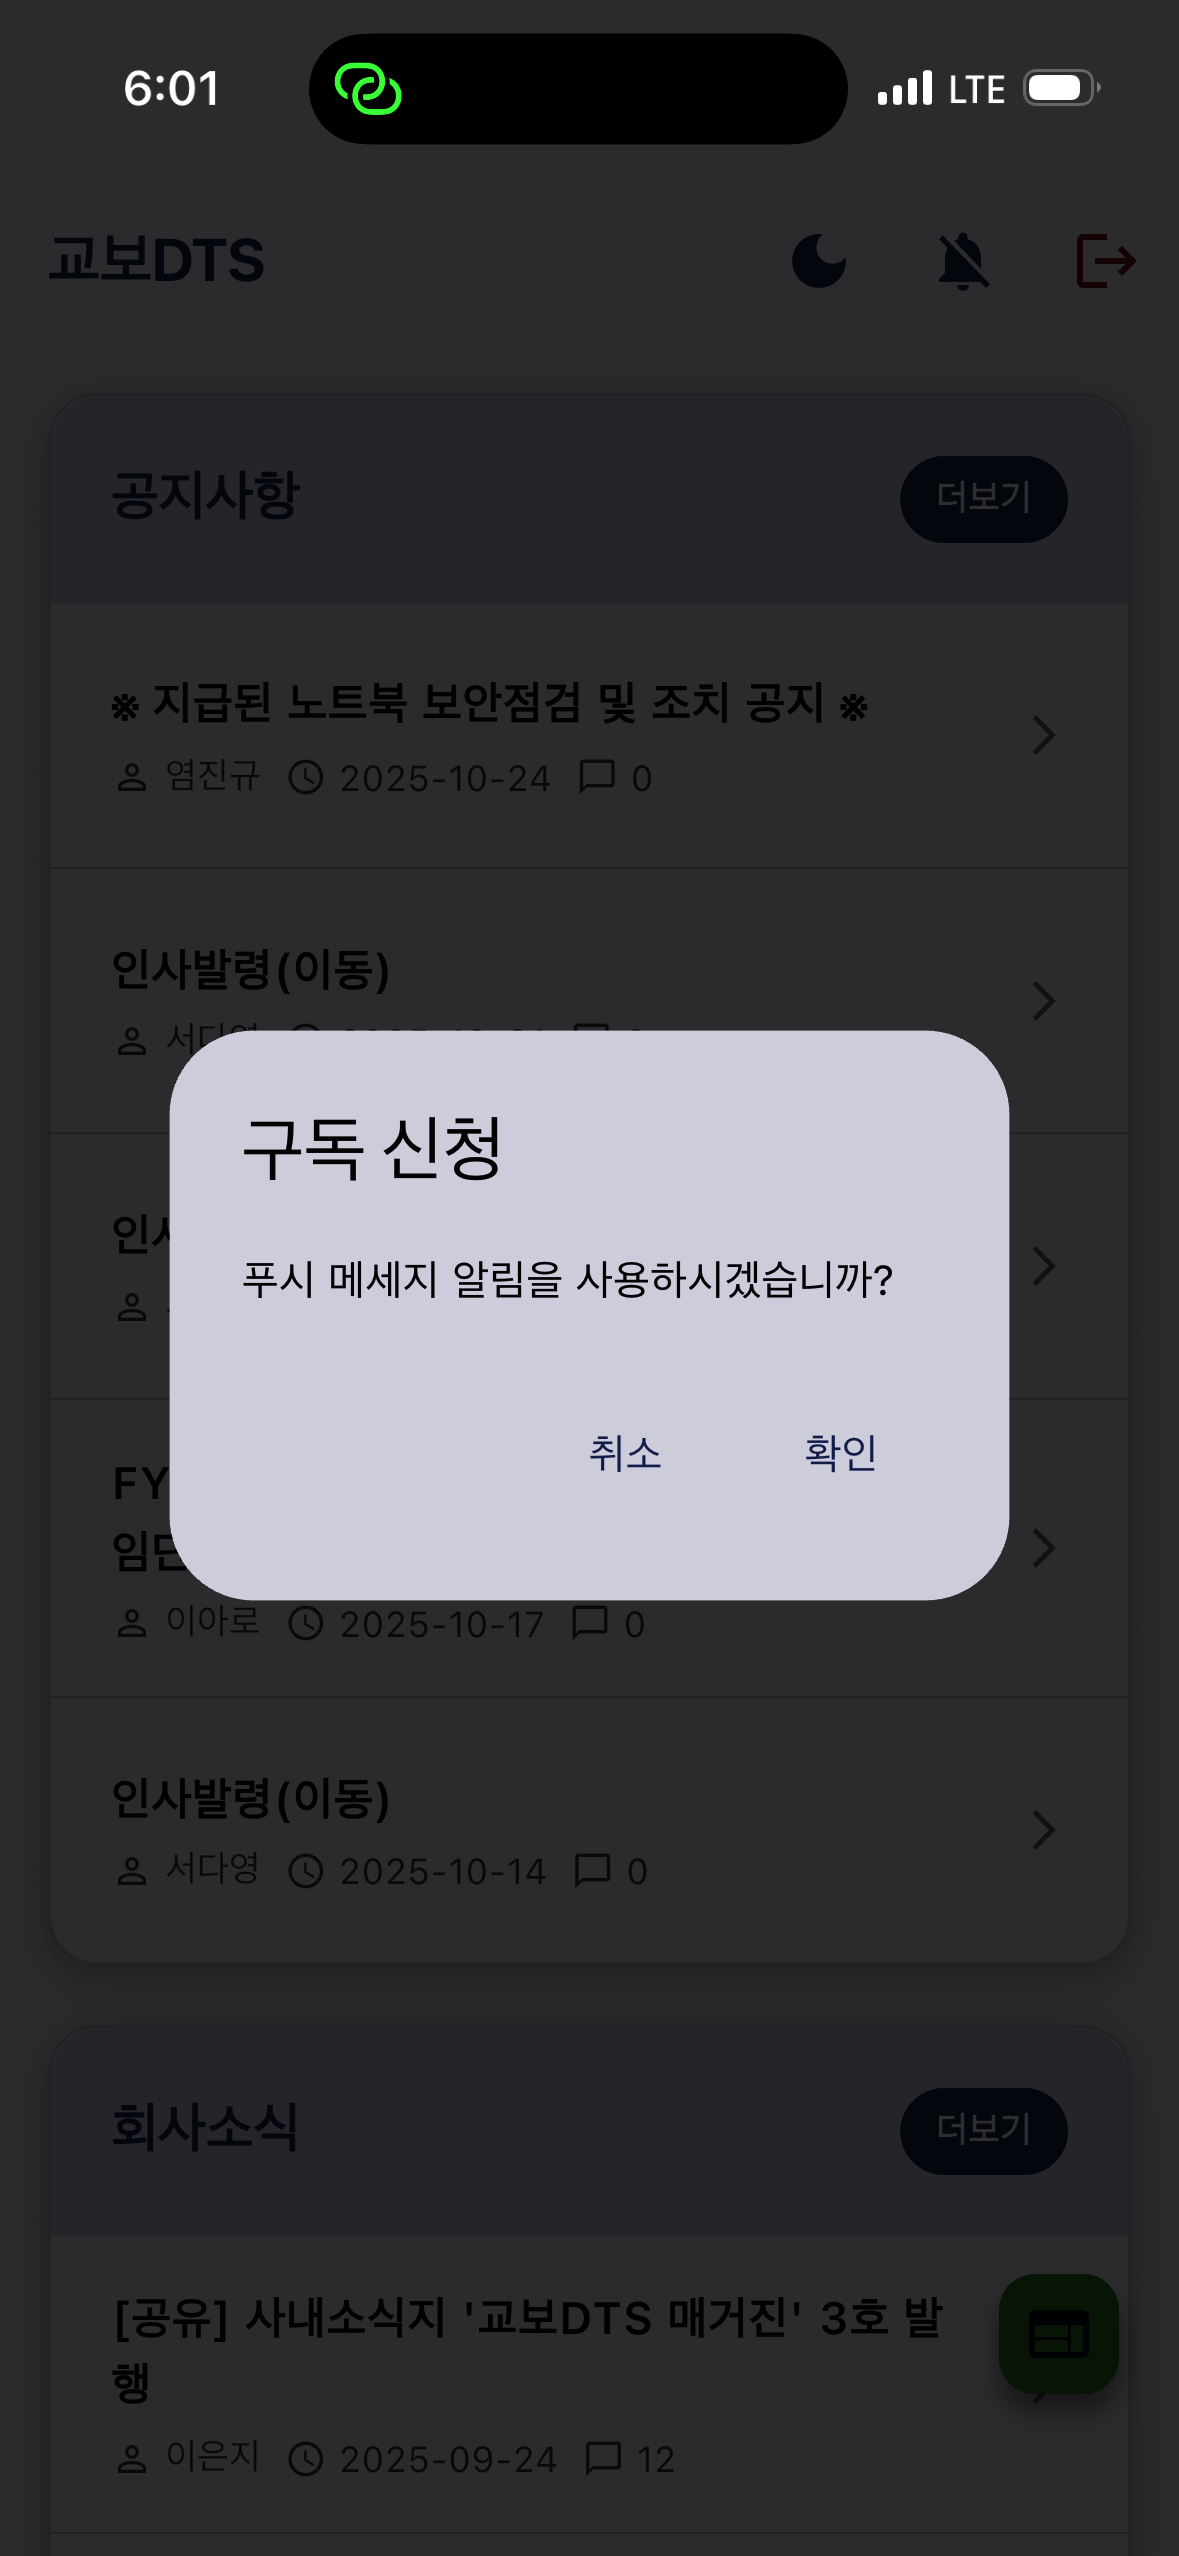 6:01
LTE
교보DTS
공지사항
더보기
※ 지급된 노트북 보안점검 및 조치 공지 ※
염진규 2025-10-24 0
인사발령(이동)
구독 신청
푸시 메세지 알림을 사용하시겠습니까?
취소 확인
FY
이아로 2025-10-17 0
인사발령(이동)
서다영 2025-10-14 0
회사소식
더보기
[공유] 사내소식지 '교보DTS 매거진' 3호 발
행
이은지 2025-09-24 12